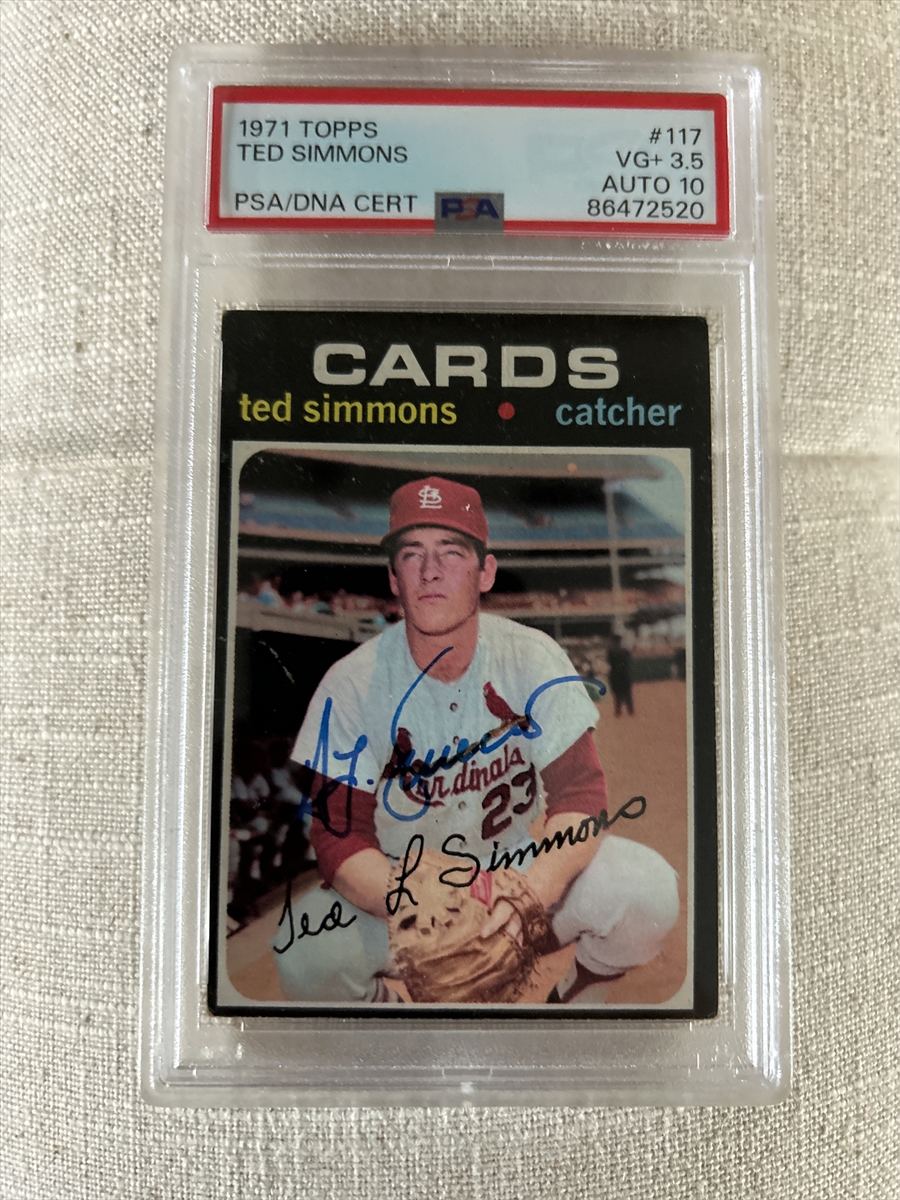 1971 TOPPS #117
TED SIMMONS VG+ 3.5
AUTO 10
PSA/DNA CERT PSA 86472520
CARDS
ted simmons • catcher
StL
Cardinals
23
Ted L Simmons